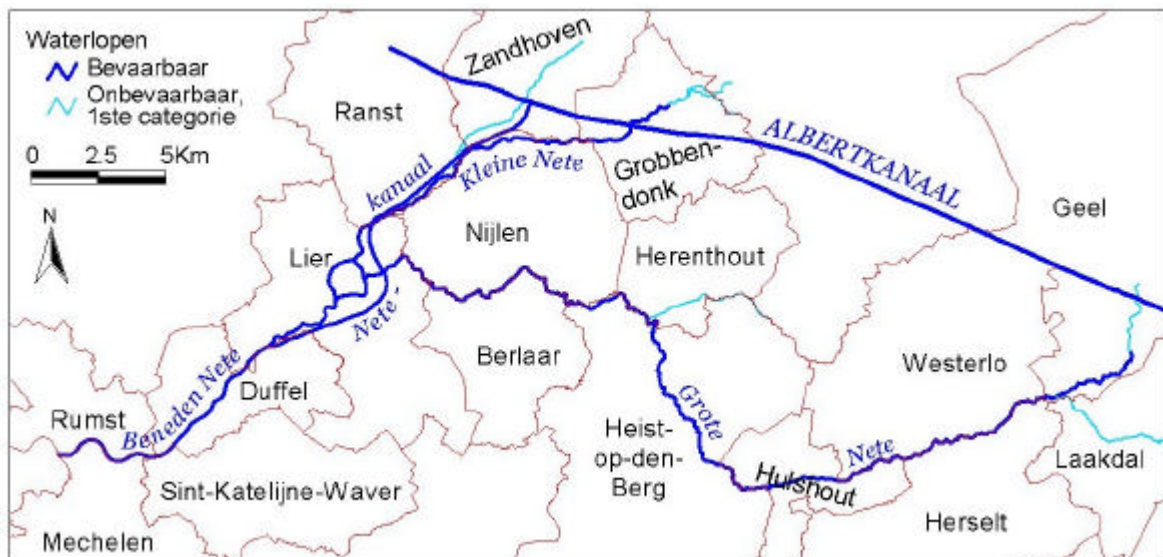 Waterlopen
Bevaarbaar
Onbevaarbaar,
1ste categorie
0 2.5 5Km
N
Zandhoven
Ranst
kanaal
Kleine Nete
Grobben-
donk
ALBERTKANAAL
Geel
Nijlen
Lier
Herenthout
Nete'
Berlaar
Westerlo
Duffel
Beneden Nete
Rumst
Grote
Heist-
op-den-
Berg
Nete
Hulshout
Laakdal
Sint-Katelijne-Waver
Herselt
Mechelen